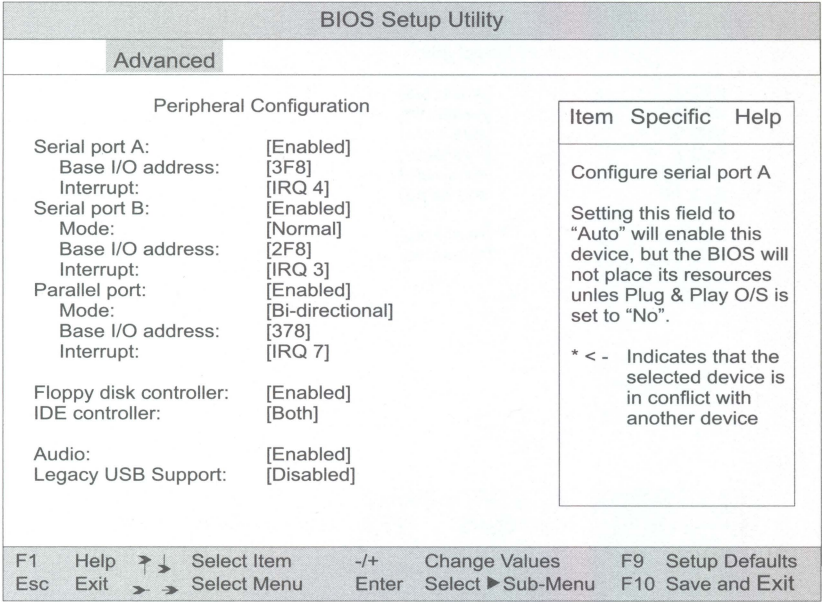 BIOS Setup Utility
Advanced
Peripheral Configuration
Serial port A: [Enabled]
Base I/O address: [3F8]
Interrupt: [IRQ 4]
Serial port B: [Enabled]
Mode: [Normal]
Base I/O address: [2F8]
Interrupt: [IRQ 3]
Parallel port: [Enabled]
Mode: [Bi-directional]
Base I/O address: [378]
Interrupt: [IRQ 7]
Floppy disk controller: [Enabled]
IDE controller: [Both]
Audio: [Enabled]
Legacy USB Support: [Disabled]
Item Specific Help
Configure serial port A
Setting this field to
“Auto” will enable this
device, but the BIOS will
not place its resources
unles Plug & Play O/S is
set to “No”.
* < - Indicates that the
selected device is
in conflict with
another device
F1 Help Select Item -/+ Change Values F9 Setup Defaults
Esc Exit Select Menu Enter Select ►Sub-Menu F10 Save and Exit